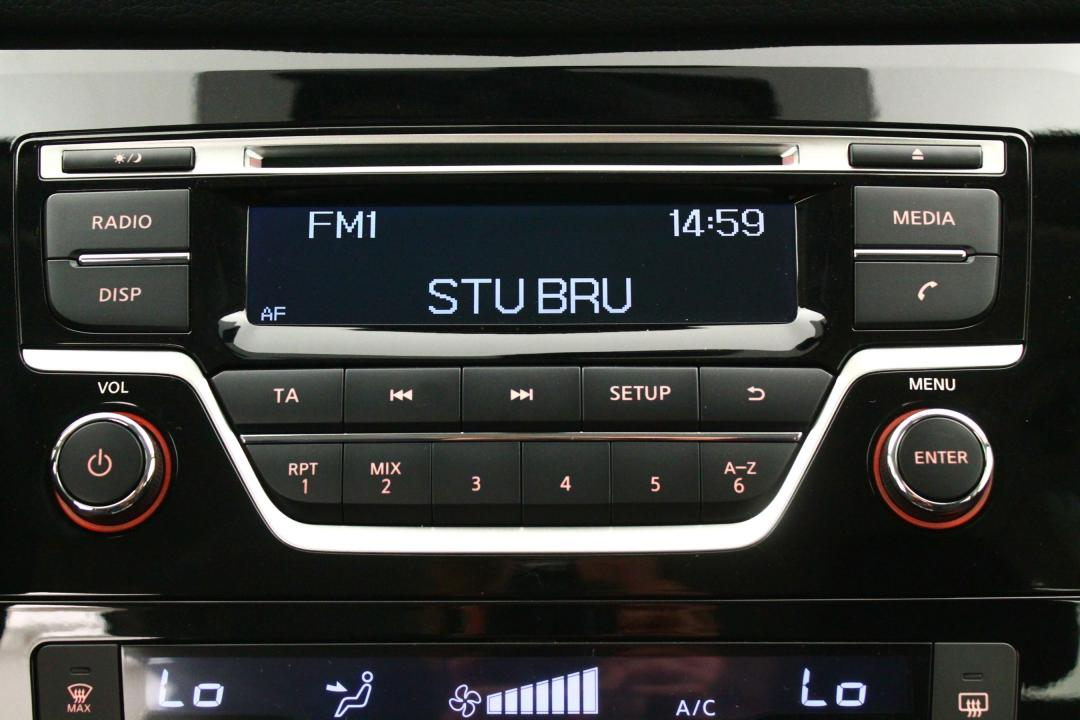 RADIO
DISP
FM1 14:59
STU BRU
AF
MEDIA
VOL
MENU
TA SETUP
RPT MIX A–Z
1 2 3 4 5 6
ENTER
MAX
Lo A/C Lo